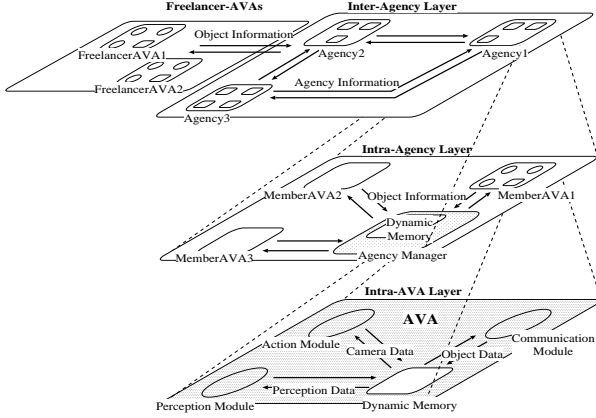 Freelancer-AVAs
Inter-Agency Layer
Object Information
FreelancerAVA1
Agency2
Agency1
FreelancerAVA2
Agency Information
Agency3
Intra-Agency Layer
MemberAVA2
Object Information
MemberAVA1
Dynamic
Memory
MemberAVA3
Agency Manager
Intra-AVA Layer
AVA
Action Module
Camera Data
Object Data
Communication
Module
Perception Data
Perception Module
Dynamic Memory